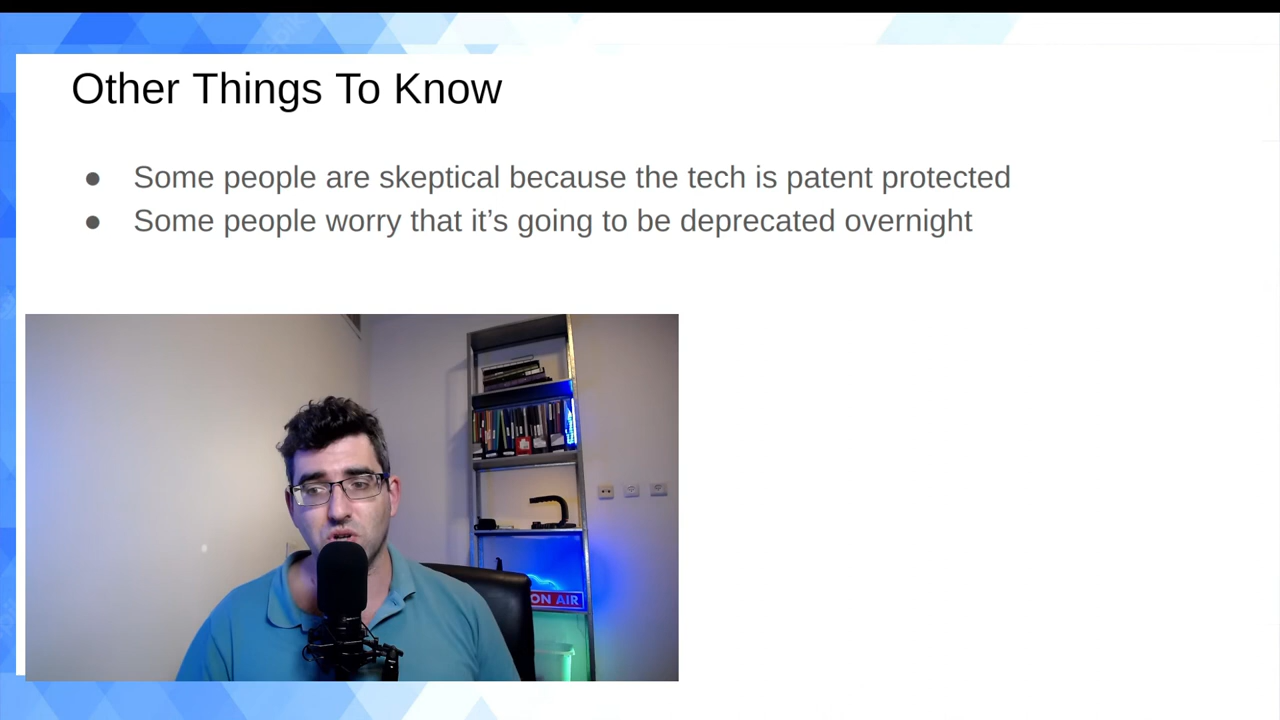 Other Things To Know
● Some people are skeptical because the tech is patent protected
● Some people worry that it’s going to be deprecated overnight
ON AIR